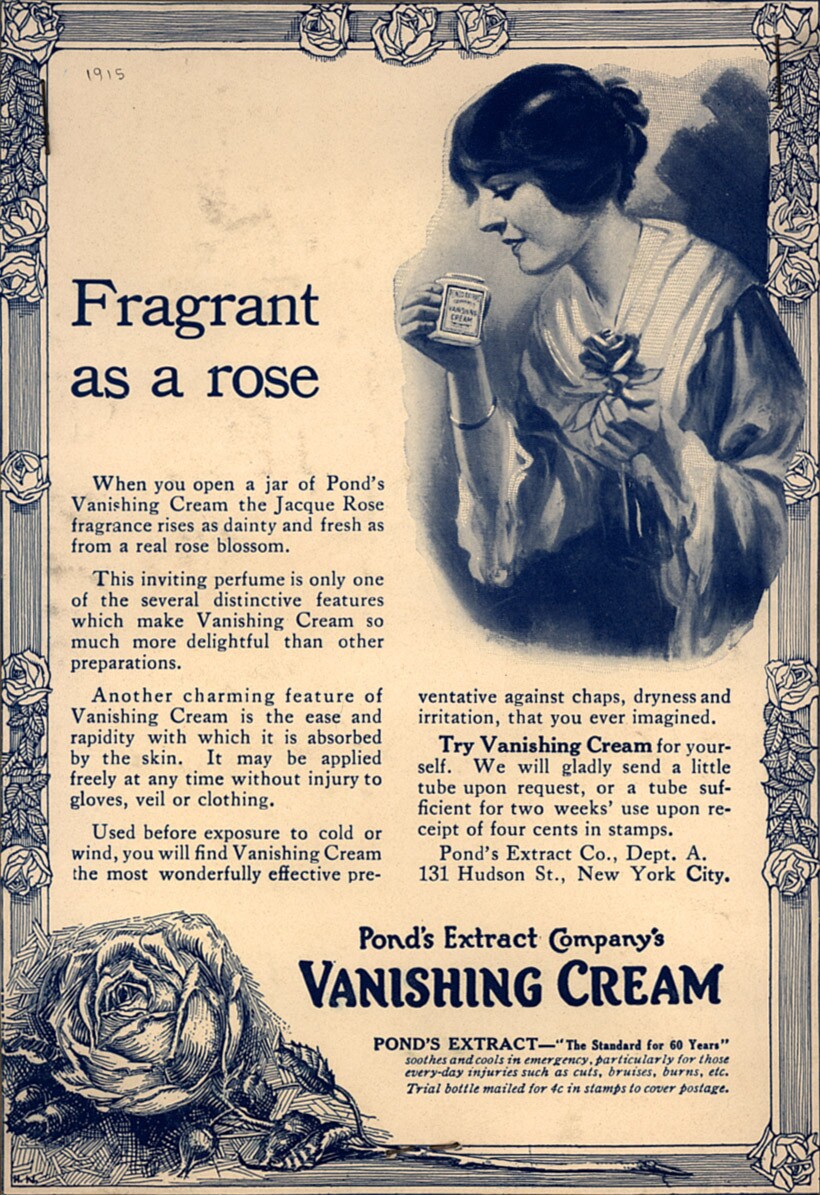 1915
Fragrant
as a rose
When you open a jar of Pond's
Vanishing Cream the Jacque Rose
fragrance rises as dainty and fresh as
from a real rose blossom.
This inviting perfume is only one
of the several distinctive features
which make Vanishing Cream so
much more delightful than other
preparations.
Another charming feature of
Vanishing Cream is the ease and
rapidity with which it is absorbed
by the skin. It may be applied
freely at any time without injury to
gloves, veil or clothing.
Used before exposure to cold or
wind, you will find Vanishing Cream
the most wonderfully effective pre-
ventative against chaps, dryness and
irritation, that you ever imagined.
Try Vanishing Cream for your-
self. We will gladly send a little
tube upon request, or a tube suf-
ficient for two weeks' use upon re-
ceipt of four cents in stamps.
Pond's Extract Co., Dept. A.
131 Hudson St., New York City.
VANISHING
CREAM
Pond's Extract Company's
VANISHING CREAM
POND'S EXTRACT—"The Standard for 60 Years"
soothes and cools in emergency, particularly for those
every-day injuries such as cuts, bruises, burns, etc.
Trial bottle mailed for 4c in stamps to cover postage.
H.N.